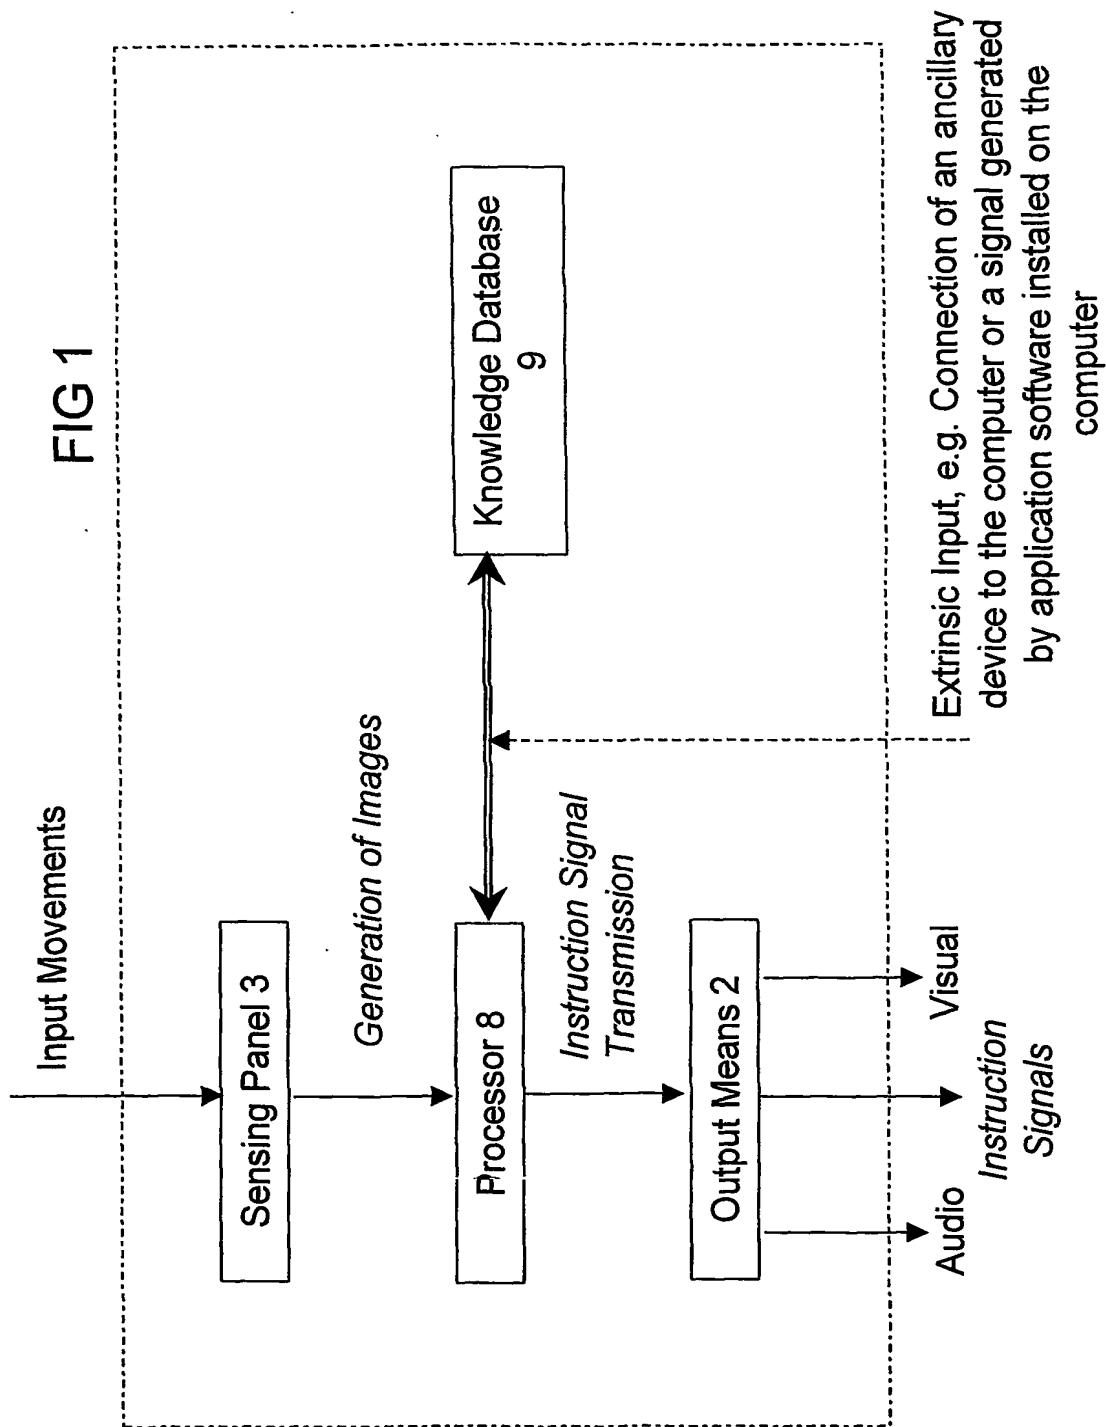 FIG 1
Input Movements
Sensing Panel 3
Generation of Images
Processor 8
Knowledge Database
9
Instruction Signal
Transmission
Output Means 2
Audio
Visual
Instruction
Signals
Extrinsic Input, e.g. Connection of an ancillary
device to the computer or a signal generated
by application software installed on the
computer